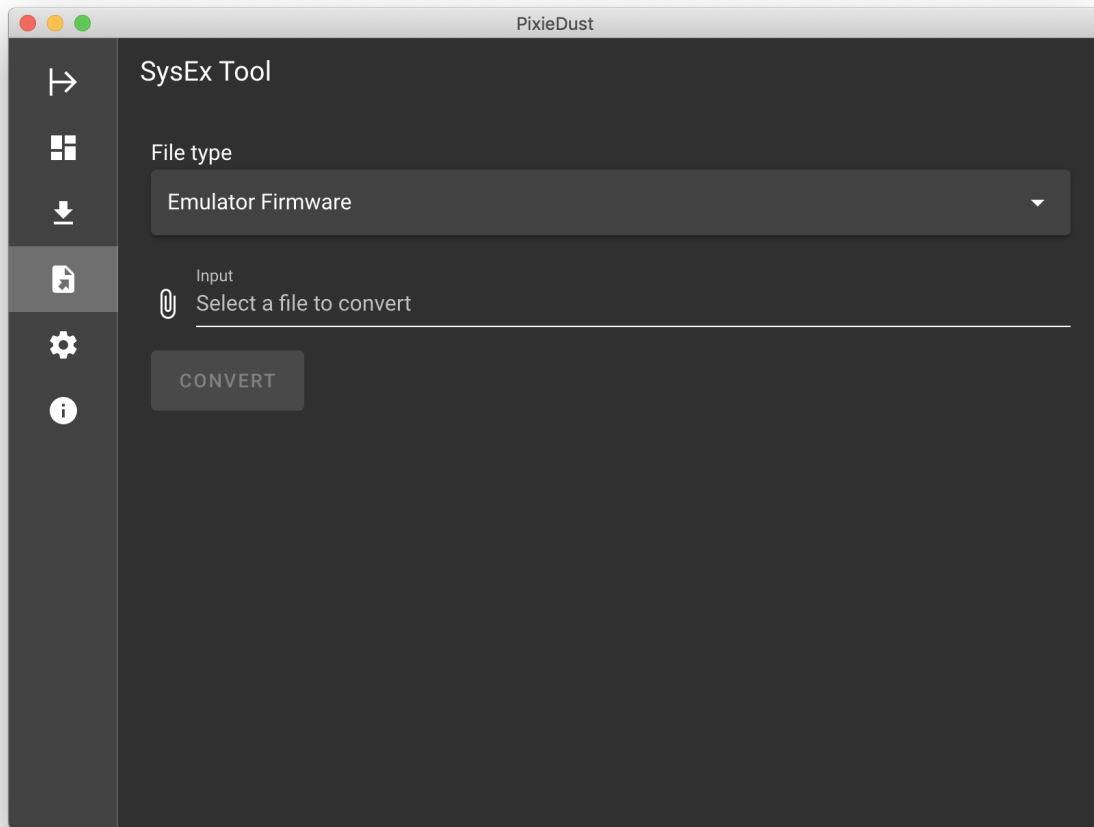 PixieDust
SysEx Tool
File type
Emulator Firmware
Input
Select a file to convert
CONVERT